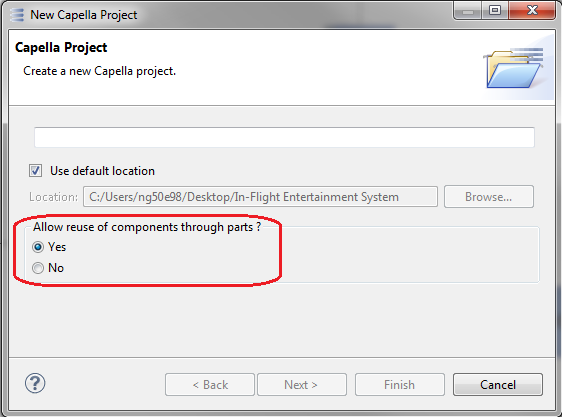 New Capella Project
Capella Project
Create a new Capella project.
Use default location
Location: C:/Users/ng50e98/Desktop/In-Flight Entertainment System Browse...
Allow reuse of components through parts ?
Yes
No
? < Back Next > Finish Cancel